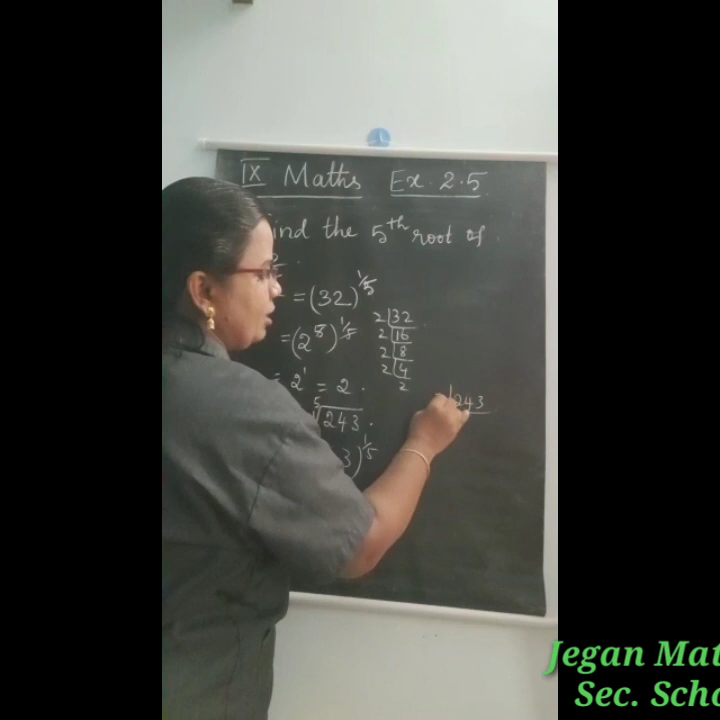 IX Maths Ex. 2.5
ind the 5th root of
= (32)^1/5
= (2^5)^1/5
= 2^1 = 2.
2 | 32
2 | 16
2 | 8
2 | 4
2
5√243.
3)^1/5
243
Jegan Mat
Sec. Scho